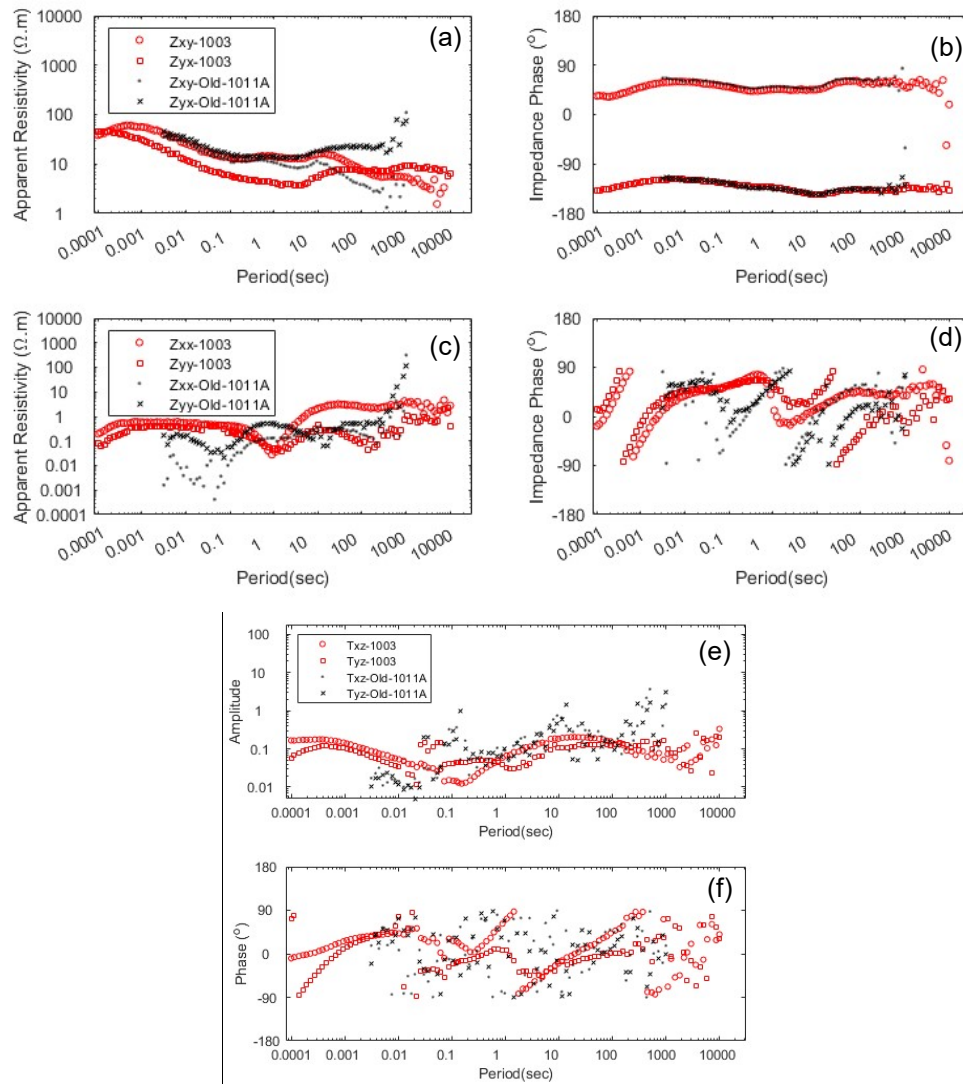 (a)
Apparent Resistivity (Ω.m)
10000
1000
100
10
1
Zxy-1003
Zyx-1003
Zxy-Old-1011A
Zyx-Old-1011A
0.0001 0.001 0.01 0.1 1 10 100 1000 10000
Period(sec)
(b)
Impedance Phase (°)
180
90
0
-90
-180
0.0001 0.001 0.01 0.1 1 10 100 1000 10000
Period(sec)
(c)
Apparent Resistivity (Ω.m)
10000
1000
100
10
1
0.1
0.01
0.001
0.0001
Zxx-1003
Zyy-1003
Zxx-Old-1011A
Zyy-Old-1011A
0.0001 0.001 0.01 0.1 1 10 100 1000 10000
Period(sec)
(d)
Impedance Phase (°)
180
90
0
-90
-180
0.0001 0.001 0.01 0.1 1 10 100 1000 10000
Period(sec)
(e)
Amplitude
100
10
1
0.1
0.01
Txz-1003
Tyz-1003
Txz-Old-1011A
Tyz-Old-1011A
0.0001 0.001 0.01 0.1 1 10 100 1000 10000
Period(sec)
(f)
Phase (°)
180
90
0
-90
-180
0.0001 0.001 0.01 0.1 1 10 100 1000 10000
Period(sec)